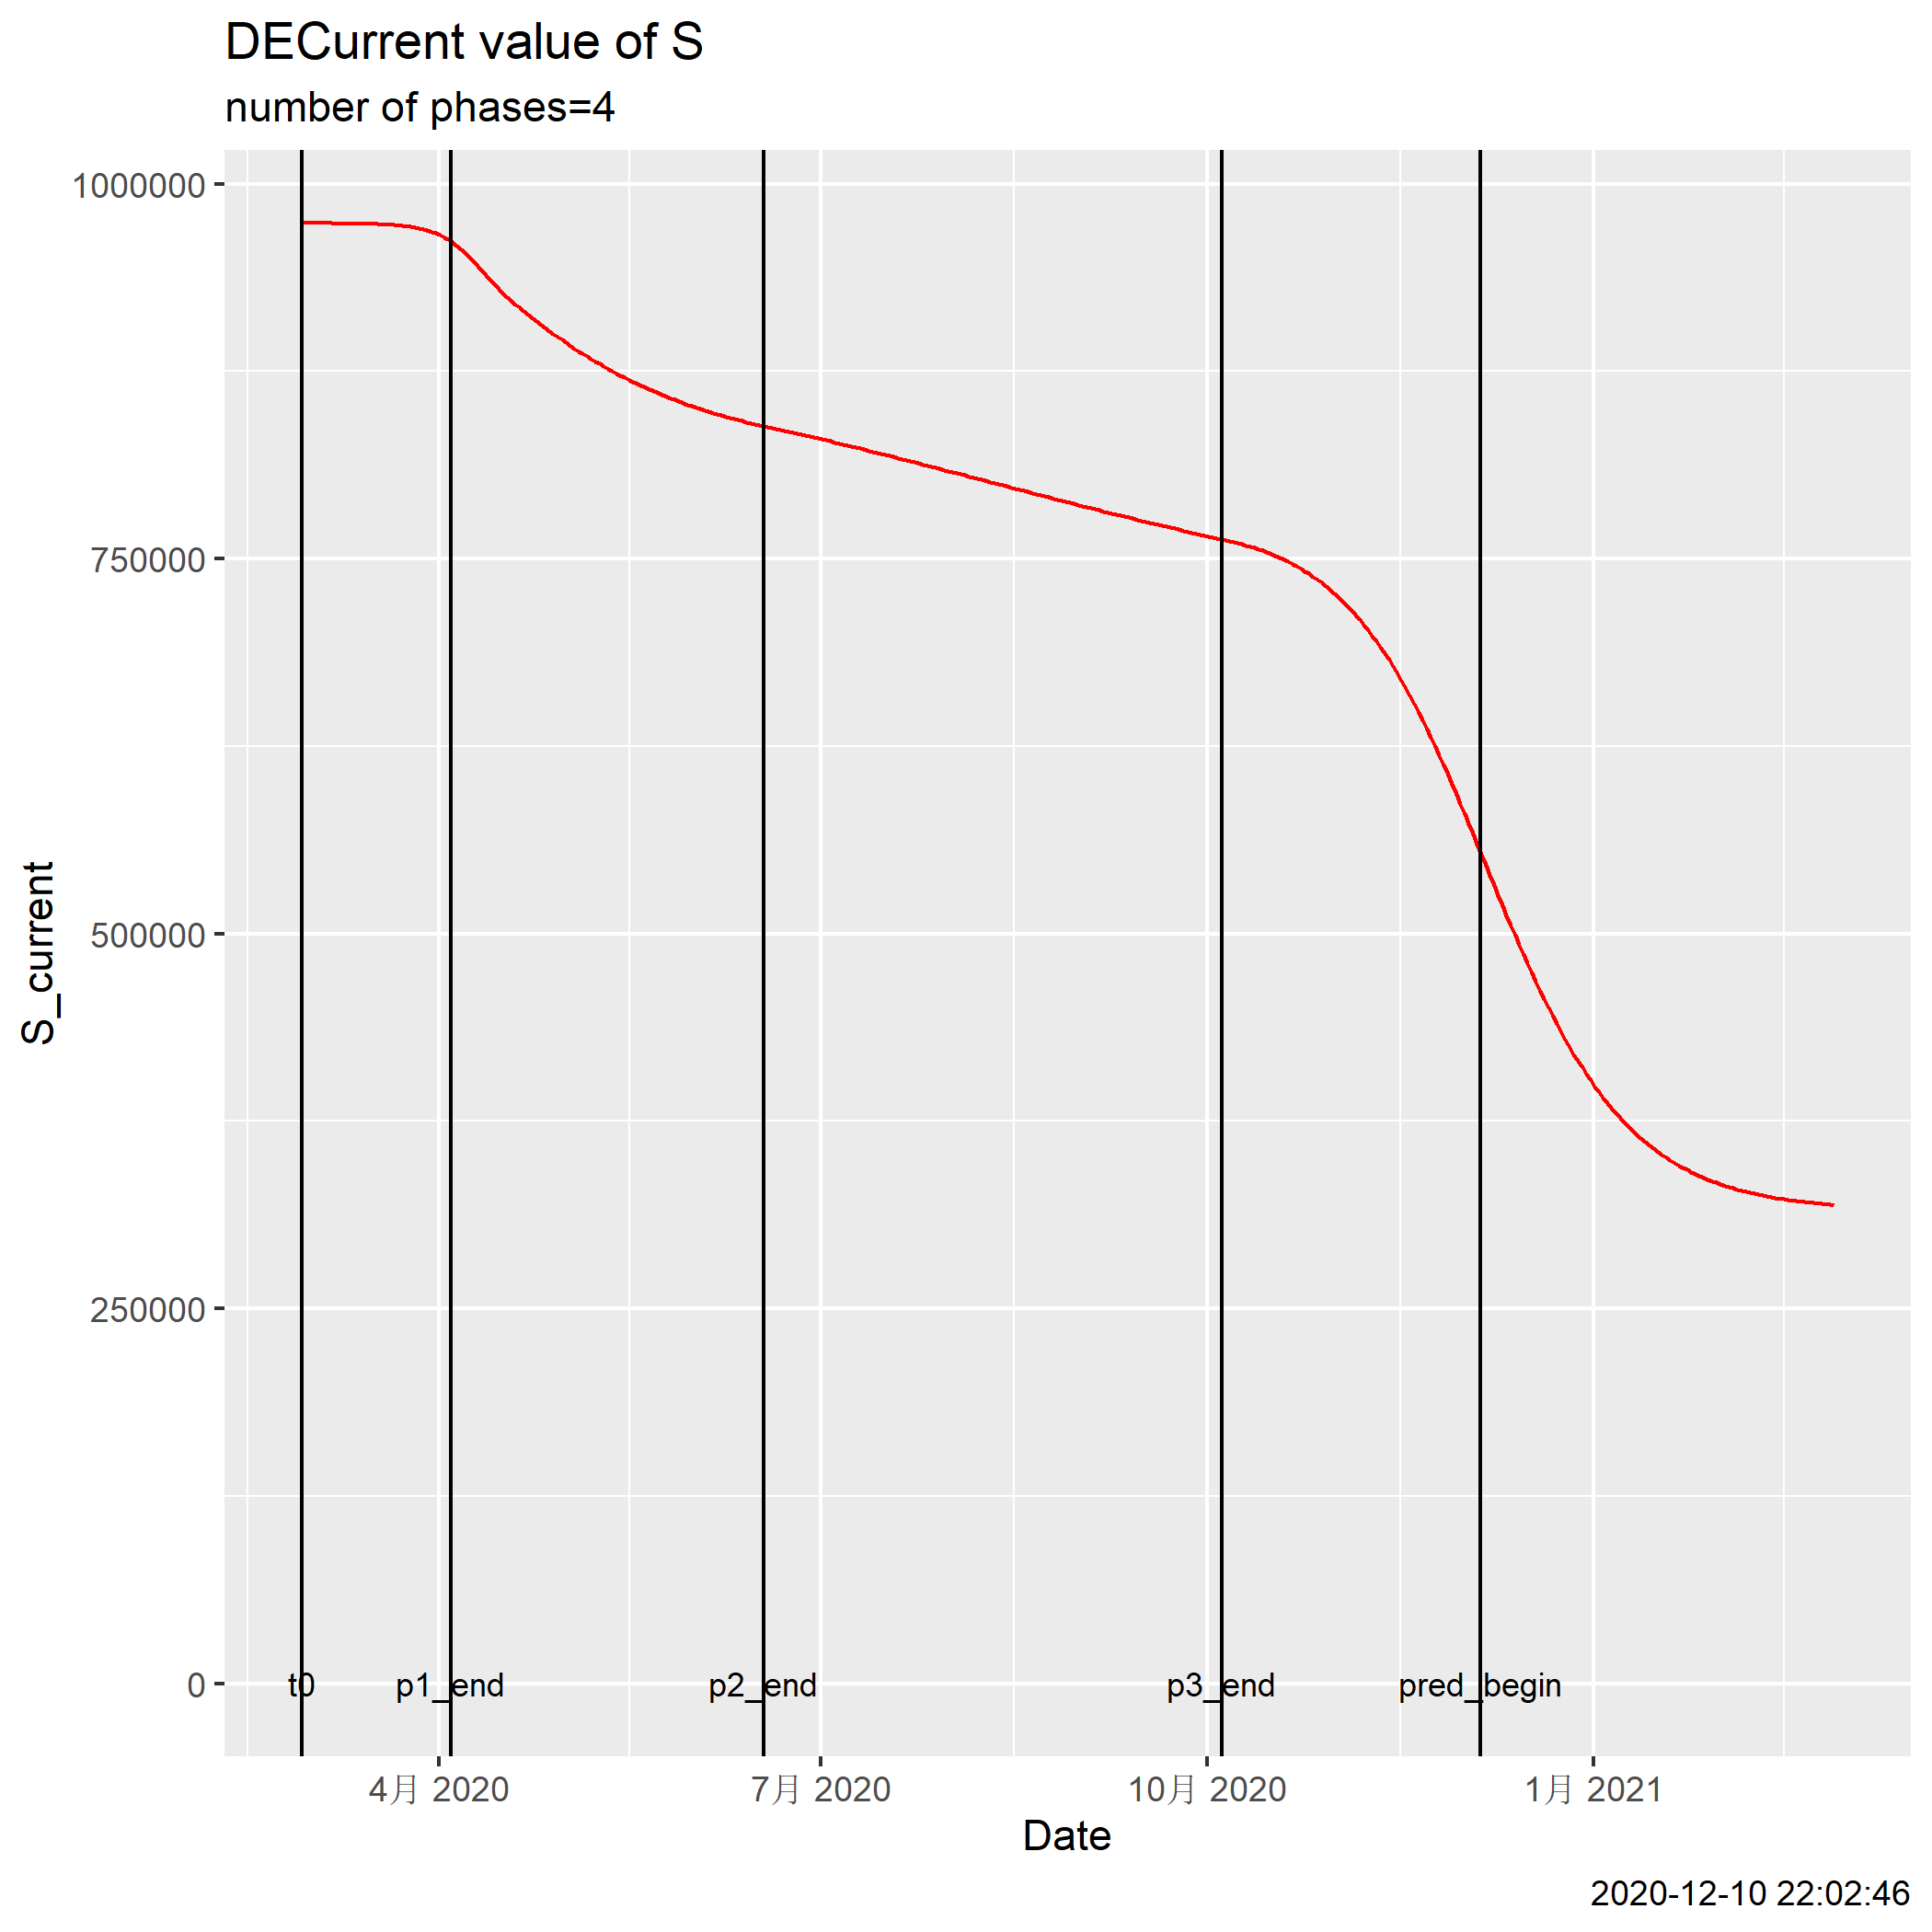 DECurrent value of S
number of phases=4
1000000
750000
500000
250000
0
S_current
t0
p1_end
p2_end
p3_end
pred_begin
4月 2020
7月 2020
10月 2020
1月 2021
Date
2020-12-10 22:02:46